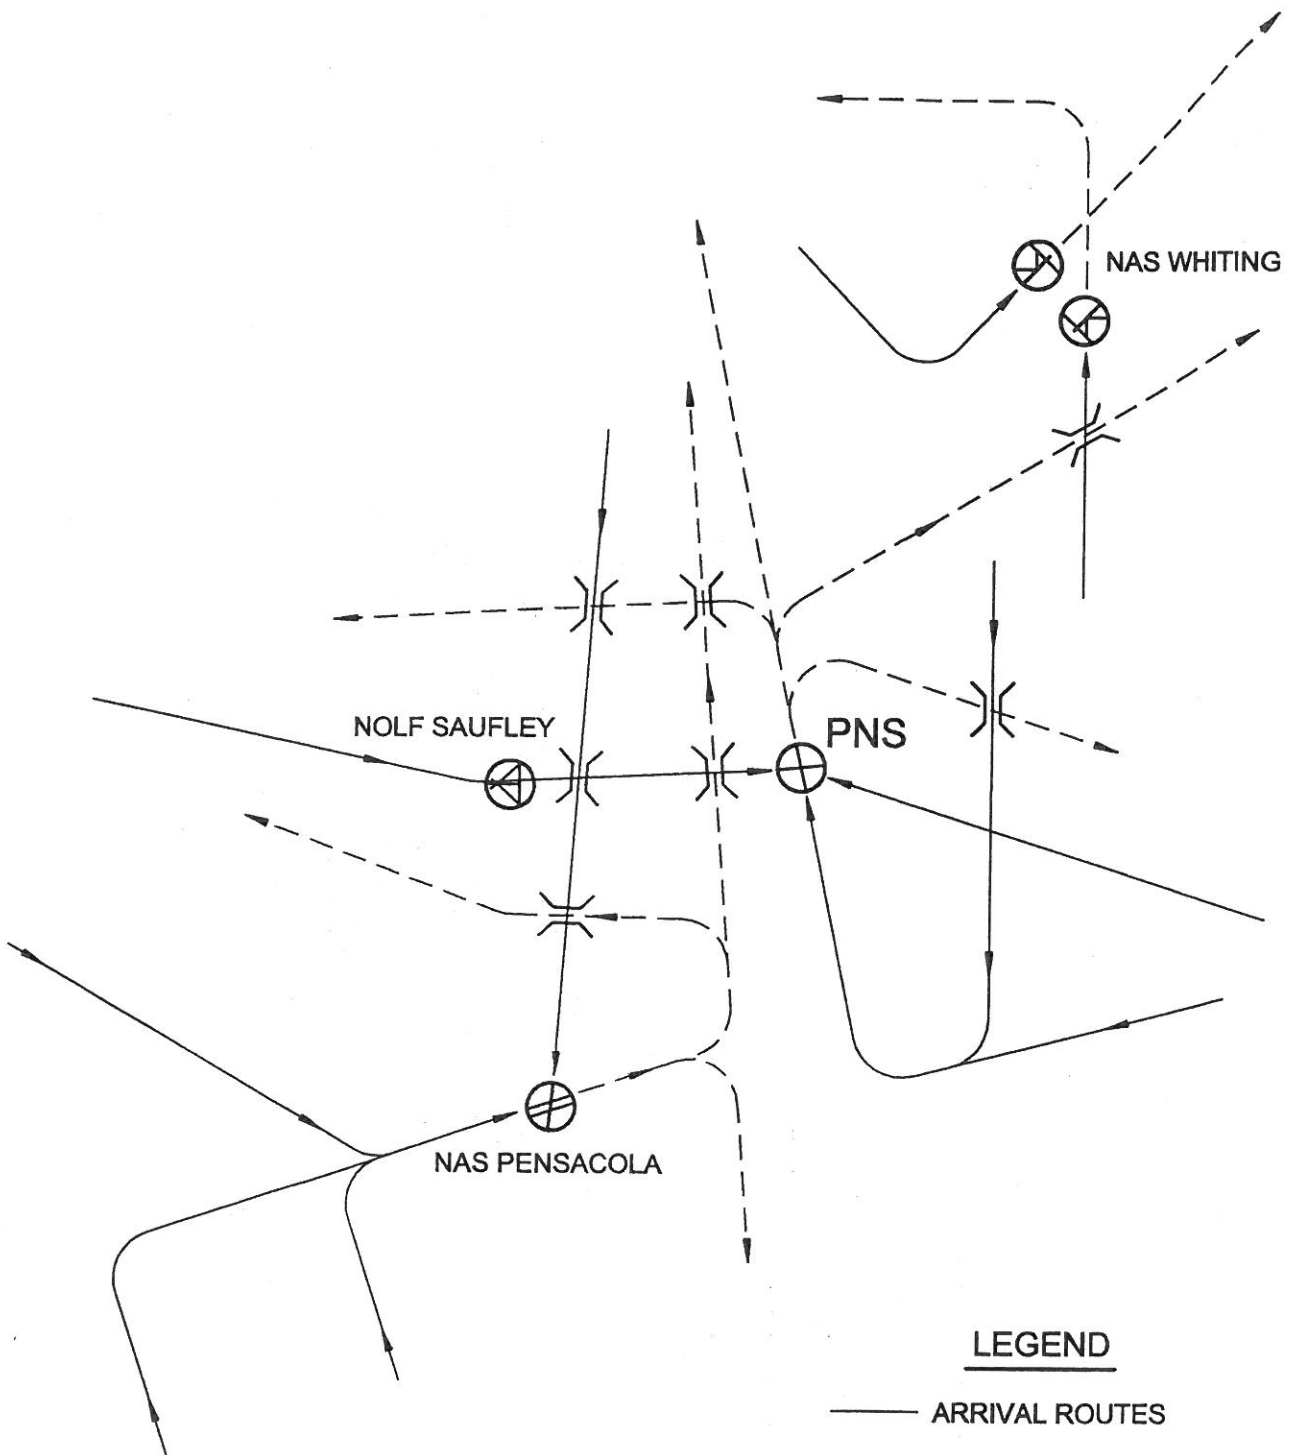 NAS WHITING
NOLF SAUFLEY
PNS
NAS PENSACOLA
LEGEND
ARRIVAL ROUTES